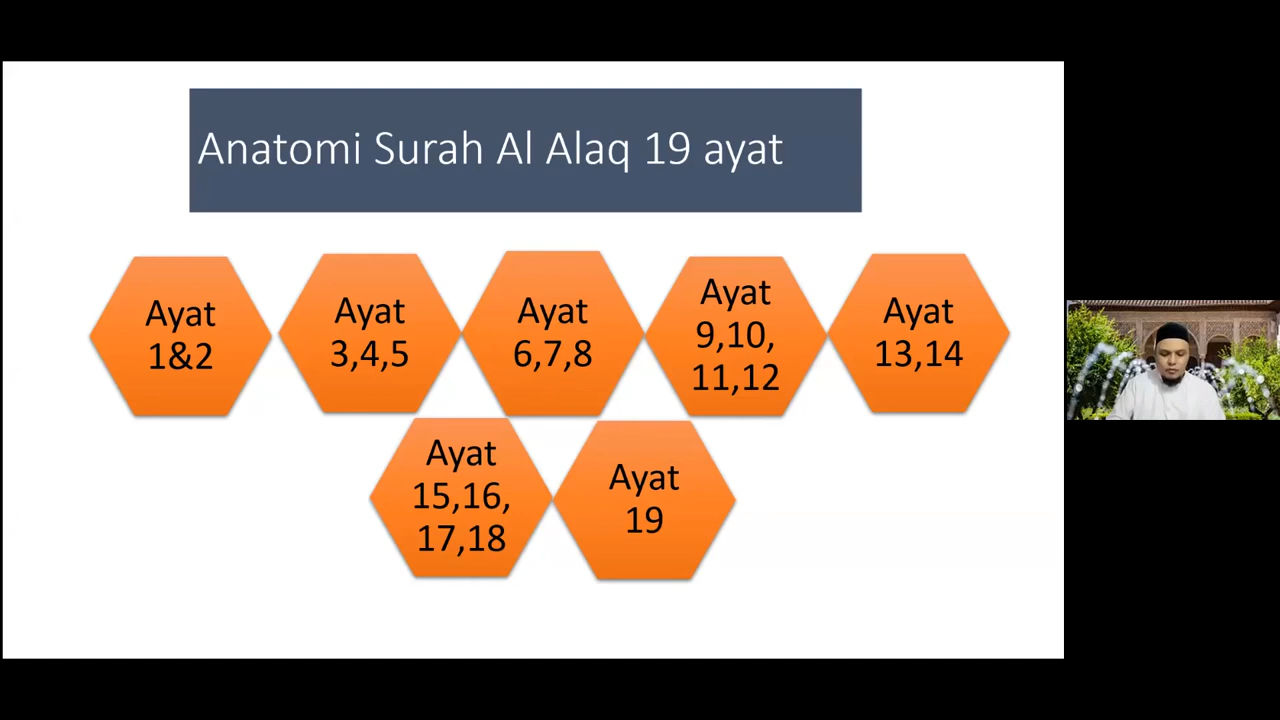 Anatomi Surah Al Alaq 19 ayat
Ayat
1&2
Ayat
3,4,5
Ayat
6,7,8
Ayat
9,10,
11,12
Ayat
13,14
Ayat
15,16,
17,18
Ayat
19